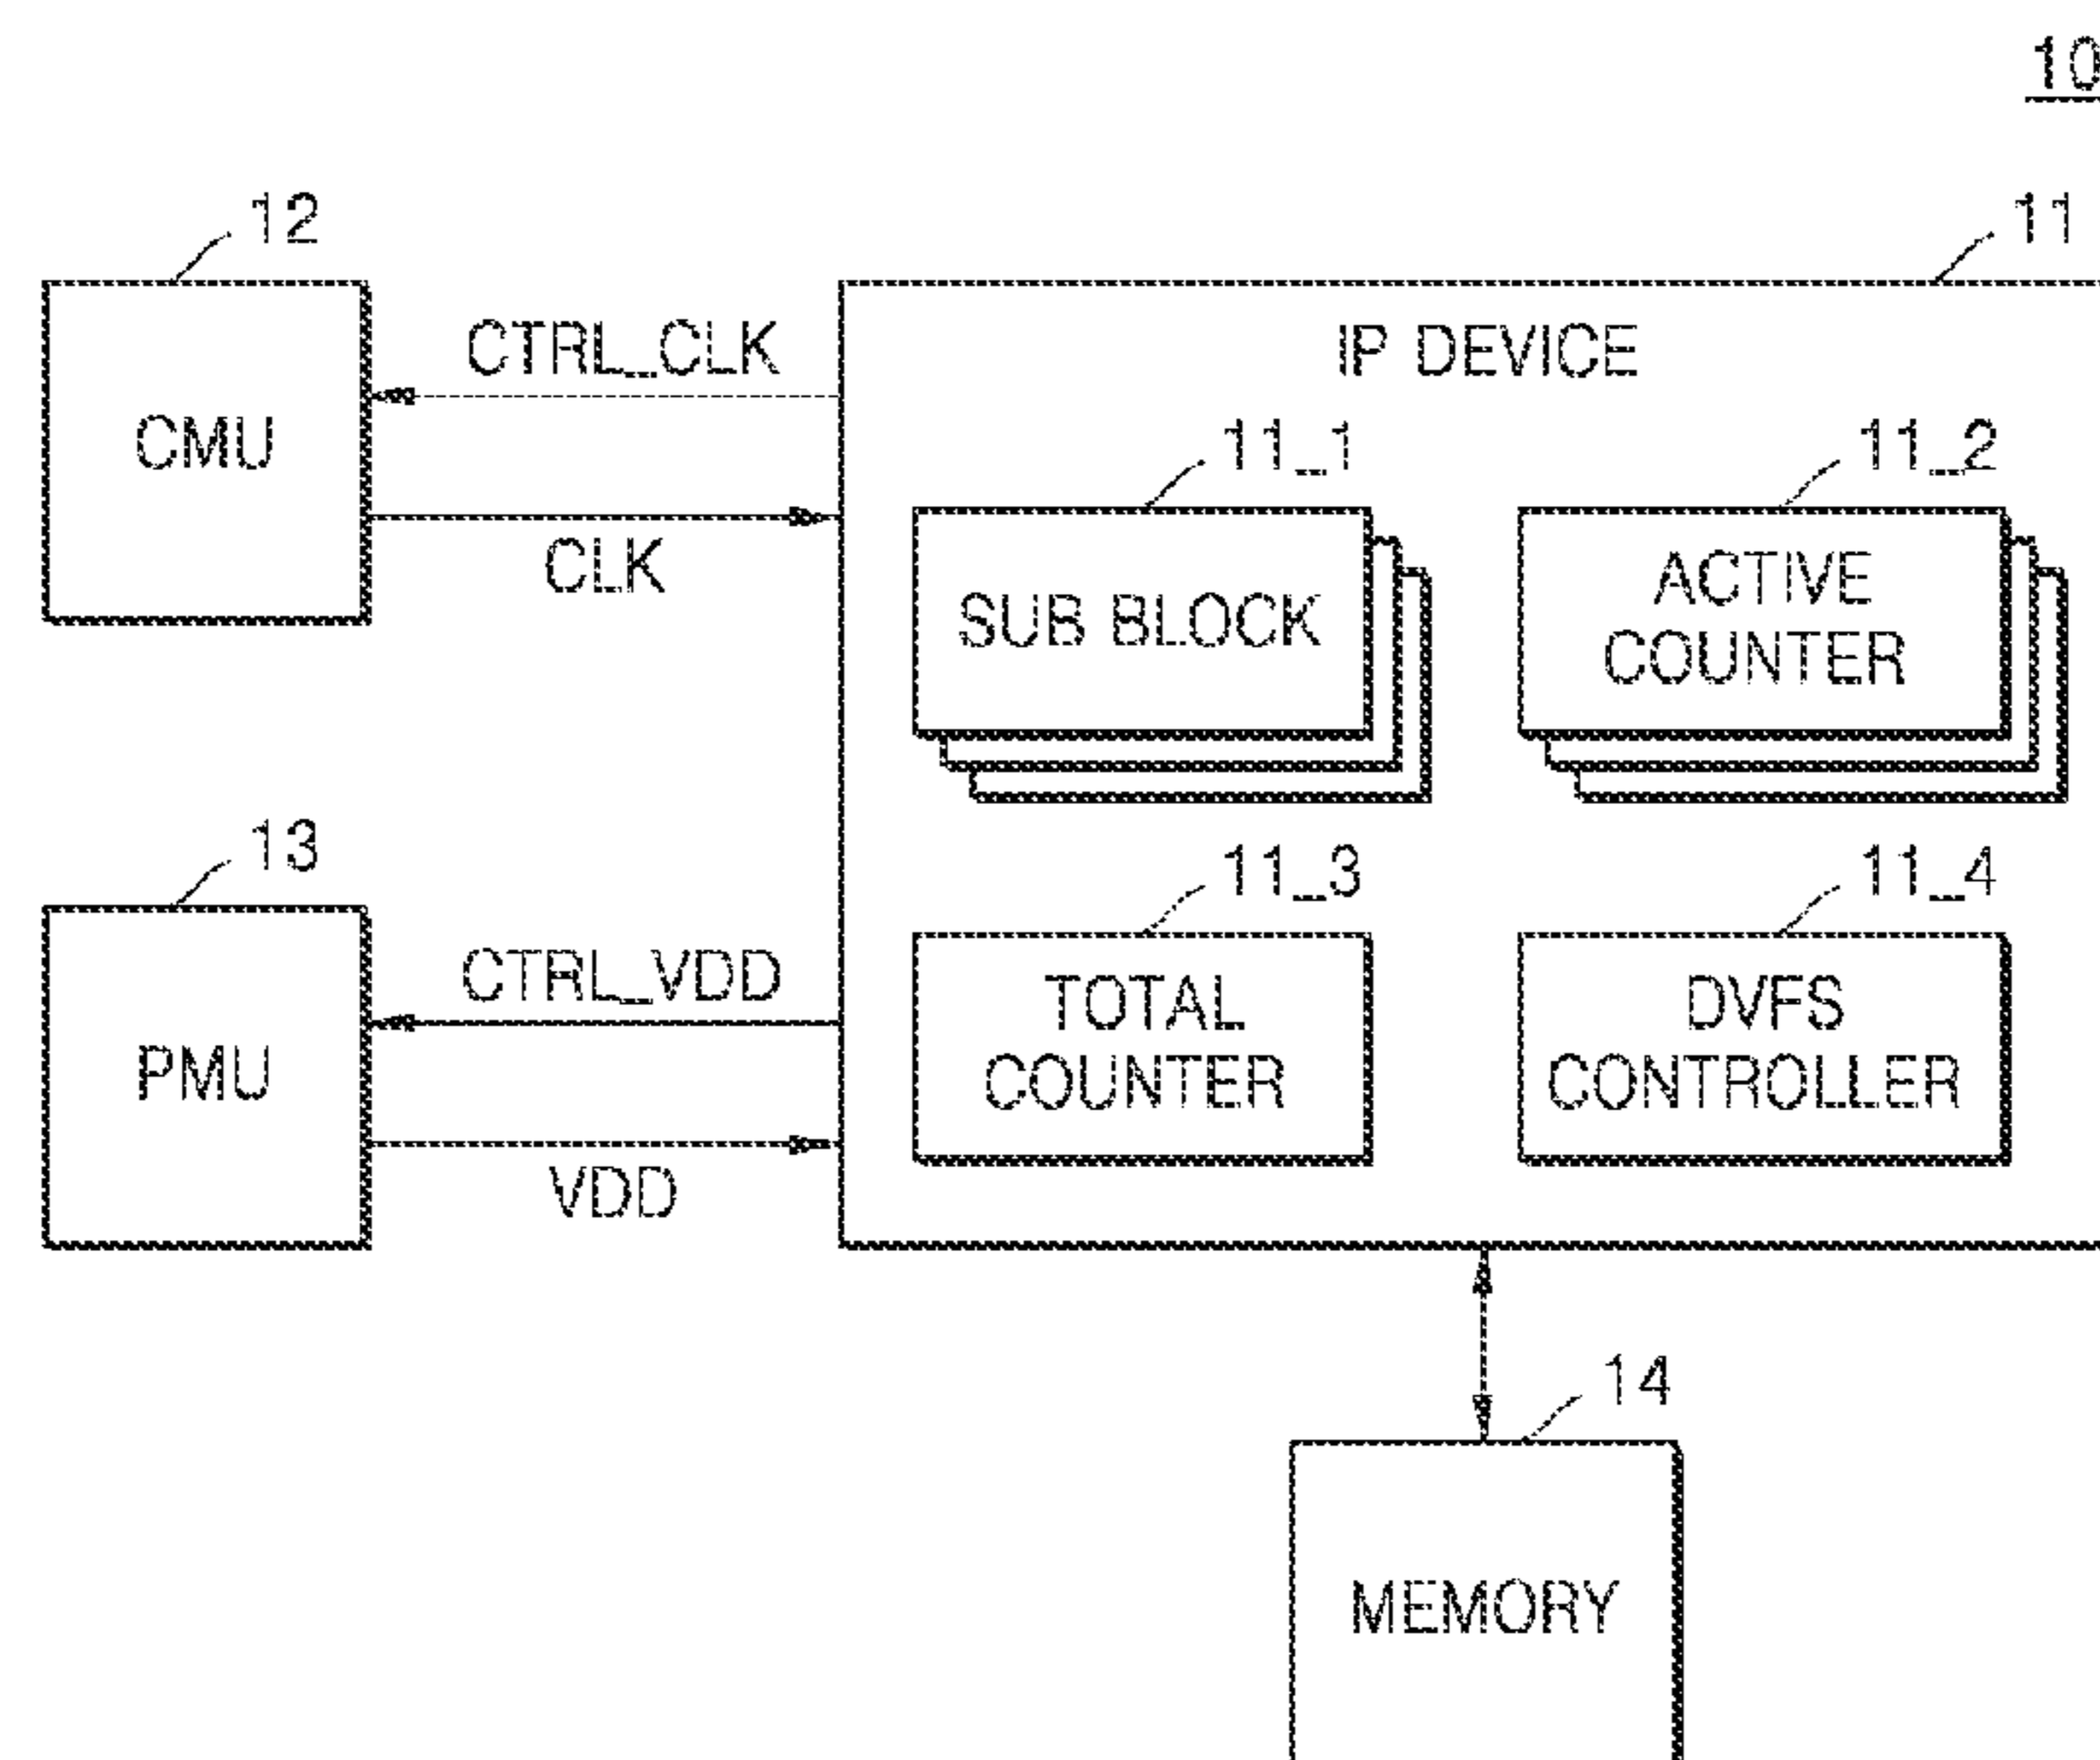 10
12
11
CTRL_CLK
IP DEVICE
CMU
11_1
11_2
CLK
SUB BLOCK
ACTIVE
COUNTER
13
11_3
11_4
CTRL_VDD
TOTAL
COUNTER
DVFS
CONTROLLER
PMU
VDD
14
MEMORY